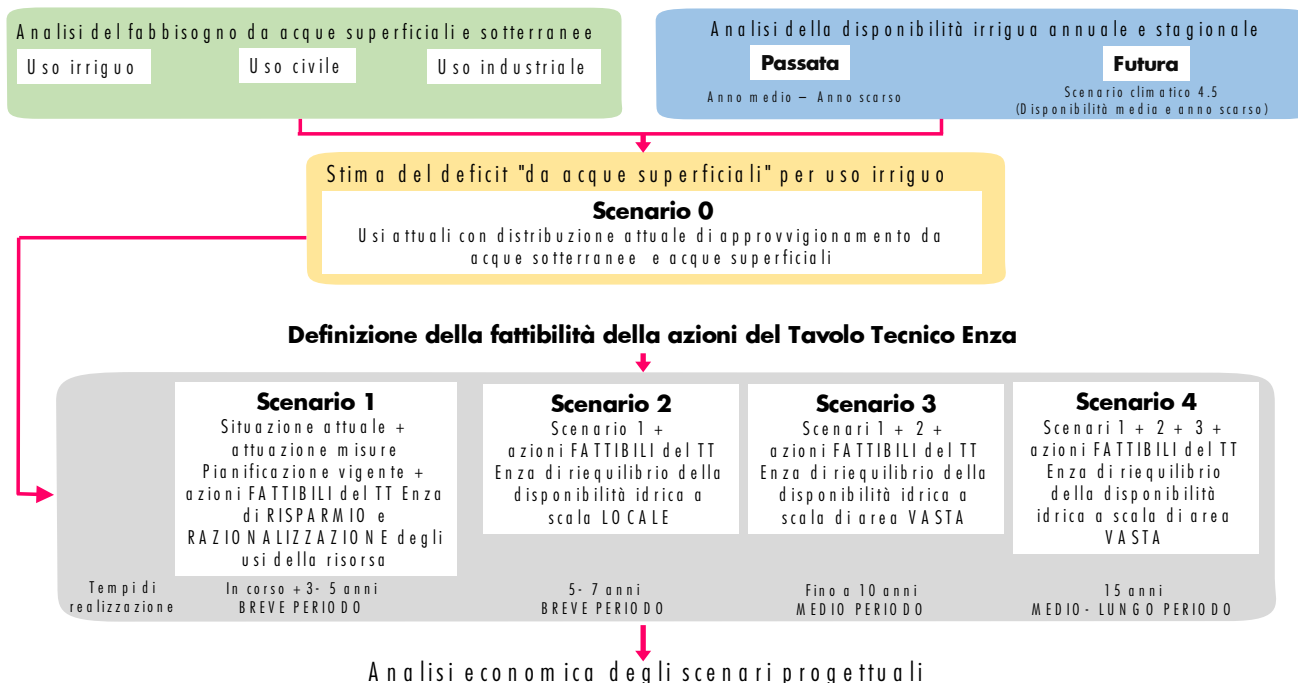 Analisi del fabbisogno da acque superficiali e sotterranee
Uso irriguo
Uso civile
Uso industriale
Analisi della disponibilità irrigua annuale e stagionale
Passata
Anno medio – Anno scarso
Futura
Scenario climatico 4.5
(Disponibilità media e anno scarso)
Stima del deficit "da acque superficiali" per uso irriguo
Scenario 0
Usi attuali con distribuzione attuale di approvvigionamento da
acque sotterranee e acque superficiali
Definizione della fattibilità della azioni del Tavolo Tecnico Enza
Scenario 1
Situazione attuale +
attuazione misure
Pianificazione vigente +
azioni FATTIBILI del TT Enza
di RISPARMIO e
RAZIONALIZZAZIONE degli
usi della risorsa
Scenario 2
Scenario 1 +
azioni FATTIBILI del TT
Enza di riequilibrio della
disponibilità idrica a
scala LOCALE
Scenario 3
Scenari 1 + 2 +
azioni FATTIBILI del TT
Enza di riequilibrio della
disponibilità idrica a
scala di area VASTA
Scenario 4
Scenari 1 + 2 + 3 +
azioni FATTIBILI del TT
Enza di riequilibrio
della disponibilità
idrica a scala di area
VASTA
Tempi di
realizzazione
In corso + 3- 5 anni
BREVE PERIODO
5- 7 anni
BREVE PERIODO
Fino a 10 anni
MEDIO PERIODO
15 anni
MEDIO- LUNGO PERIODO
Analisi economica degli scenari progettuali